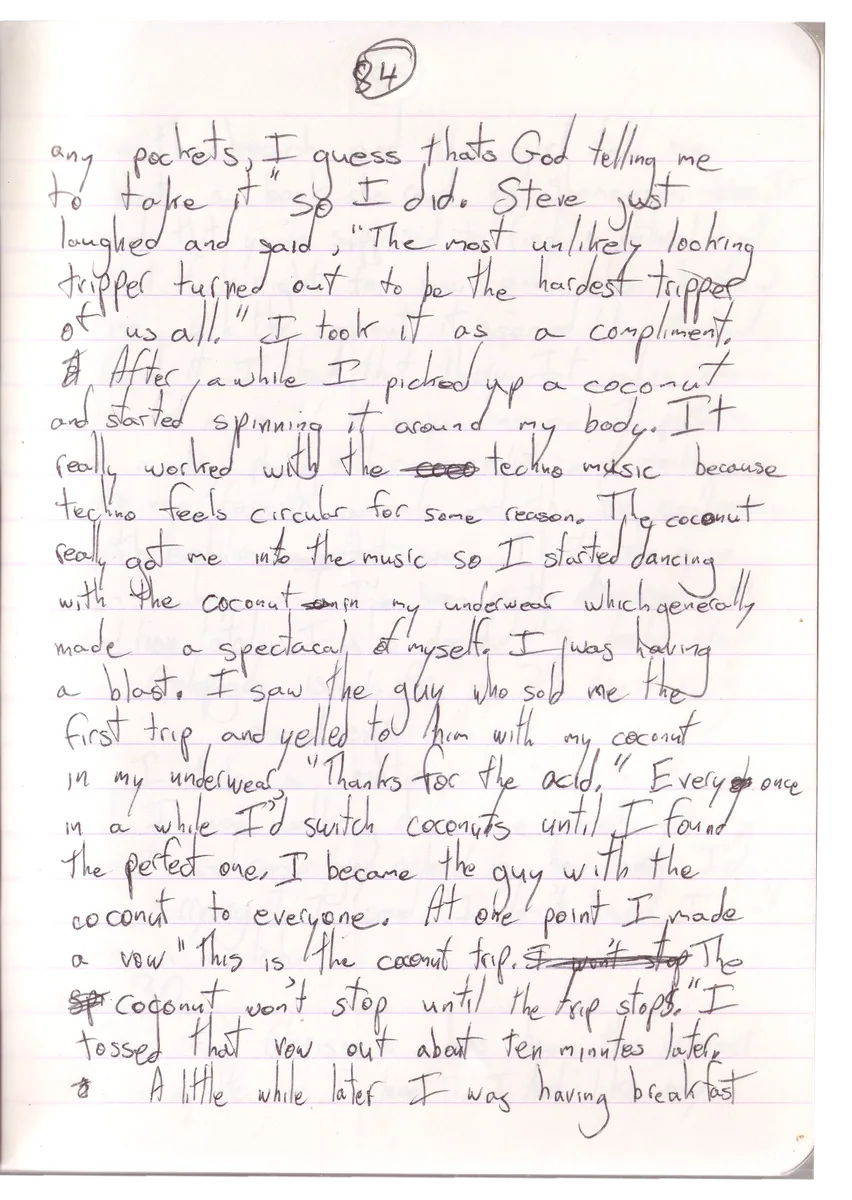 84
any pockets, I guess thats God telling me
to take it" so I did. Steve just
laughed and said, "The most unlikely looking
tripper turned out to be the hardest tripper
of us all." I took it as a compliment.
After awhile I picked up a coconut
and started spinning it around my body. It
really worked with the techno music because
techno feels circular for some reason. The coconut
really got me into the music so I started dancing
with the coconut in my underwear which generally
made a spectacal of myself. I was having
a blast. I saw the guy who sold me the
first trip and yelled to him with my coconut
in my underwear, "Thanks for the acid." Every once
in a while I'd switch coconuts until I found
the perfect one. I became the guy with the
coconut to everyone. At one point I made
a vow "This is the coconut trip. I won't stop The
coconut won't stop until the trip stops." I
tossed that vow out about ten minutes later.
A little while later I was having breakfast